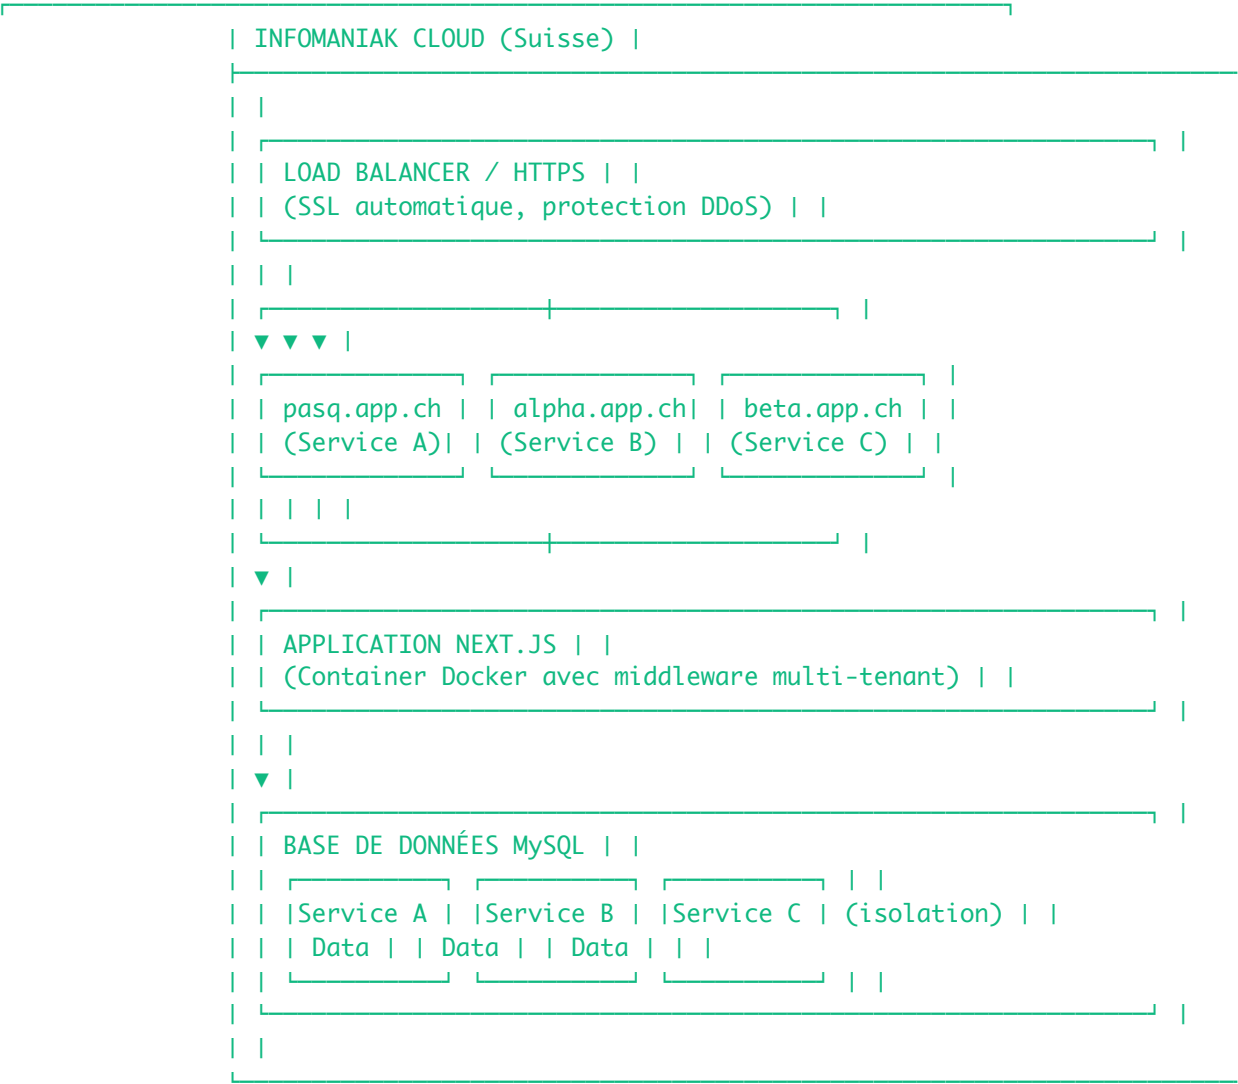 ┌─────────────────────────────────────────────────────────────────────┐
| INFOMANIAK CLOUD (Suisse) |
├─────────────────────────────────────────────────────────────────────
| |
| ┌─────────────────────────────────────────────────────────────┐ |
| | LOAD BALANCER / HTTPS | |
| | (SSL automatique, protection DDoS) | |
| └─────────────────────────────────────────────────────────────┘ |
| | |
| ┌───────────────────┼───────────────────┐ |
| ▼ ▼ ▼ |
| ┌─────────────┐ ┌─────────────┐ ┌─────────────┐ |
| | pasq.app.ch | | alpha.app.ch| | beta.app.ch | |
| | (Service A)| | (Service B) | | (Service C) | |
| └─────────────┘ └─────────────┘ └─────────────┘ |
| | | | |
| └───────────────────┼───────────────────┘ |
| ▼ |
| ┌─────────────────────────────────────────────────────────────┐ |
| | APPLICATION NEXT.JS | |
| | (Container Docker avec middleware multi-tenant) | |
| └─────────────────────────────────────────────────────────────┘ |
| | |
| ▼ |
| ┌─────────────────────────────────────────────────────────────┐ |
| | BASE DE DONNÉES MySQL | |
| | ┌──────────┐ ┌──────────┐ ┌──────────┐ | |
| | |Service A | |Service B | |Service C | (isolation) | |
| | | Data | | Data | | Data | | |
| | └──────────┘ └──────────┘ └──────────┘ | |
| └─────────────────────────────────────────────────────────────┘ |
| |
└─────────────────────────────────────────────────────────────────────